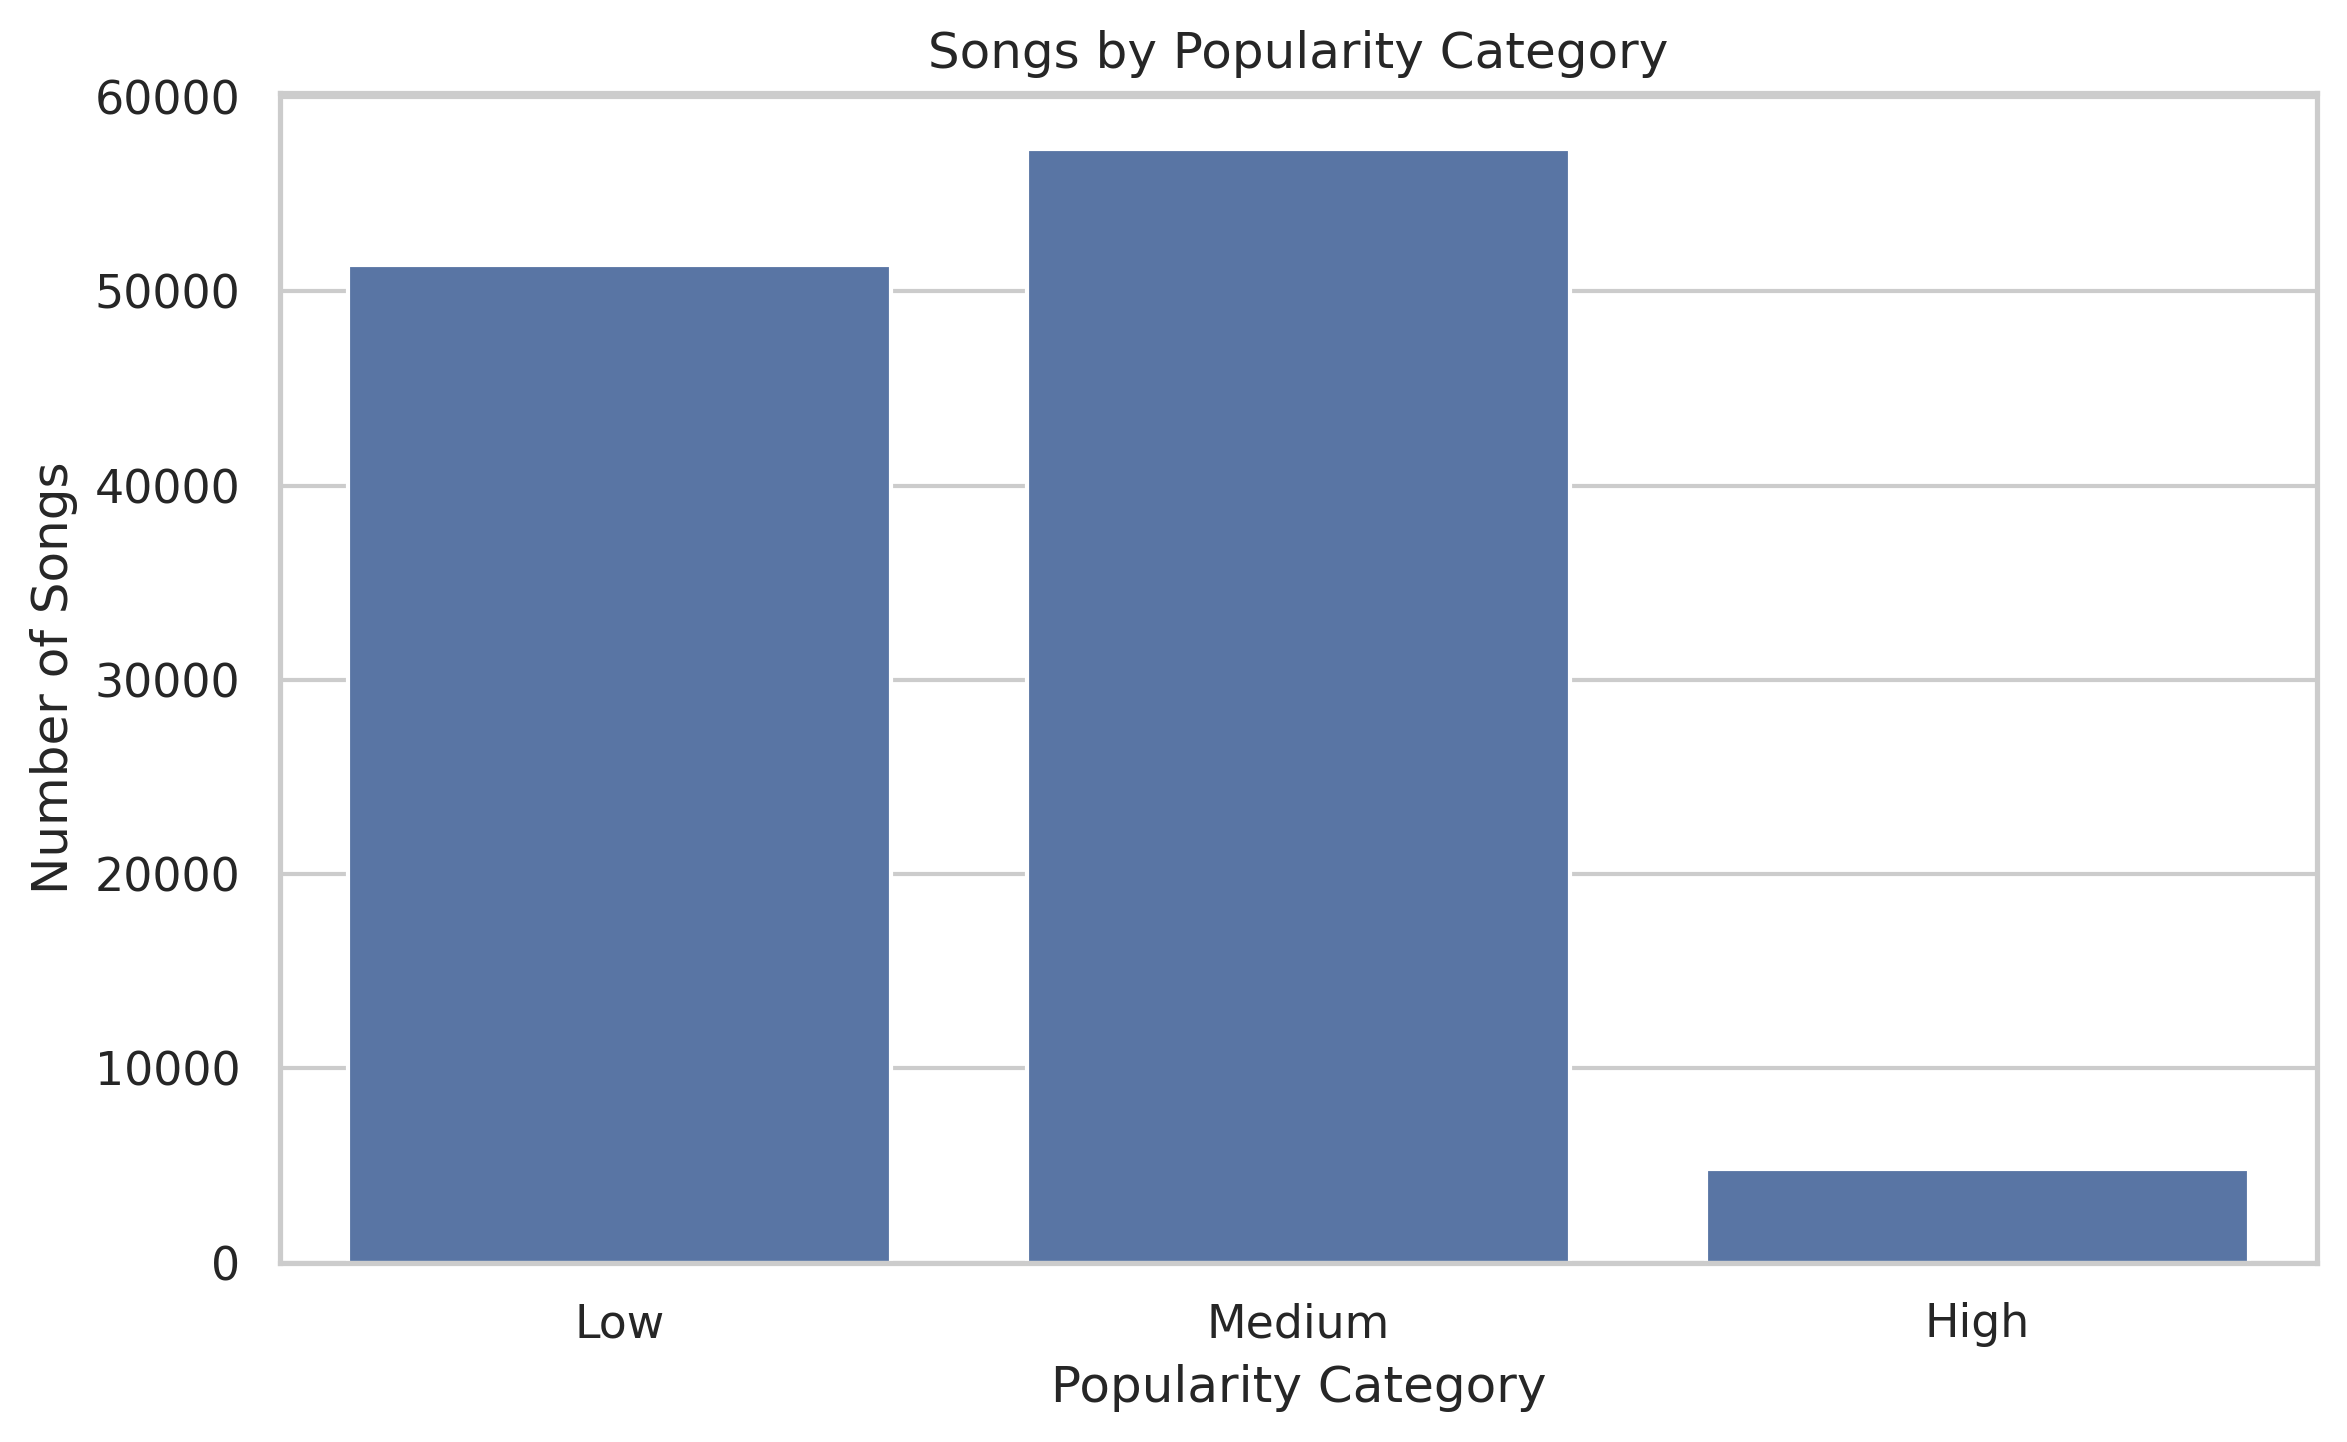 Songs by Popularity Category
60000
50000
40000
30000
20000
10000
0
Number of Songs
Low
Medium
High
Popularity Category